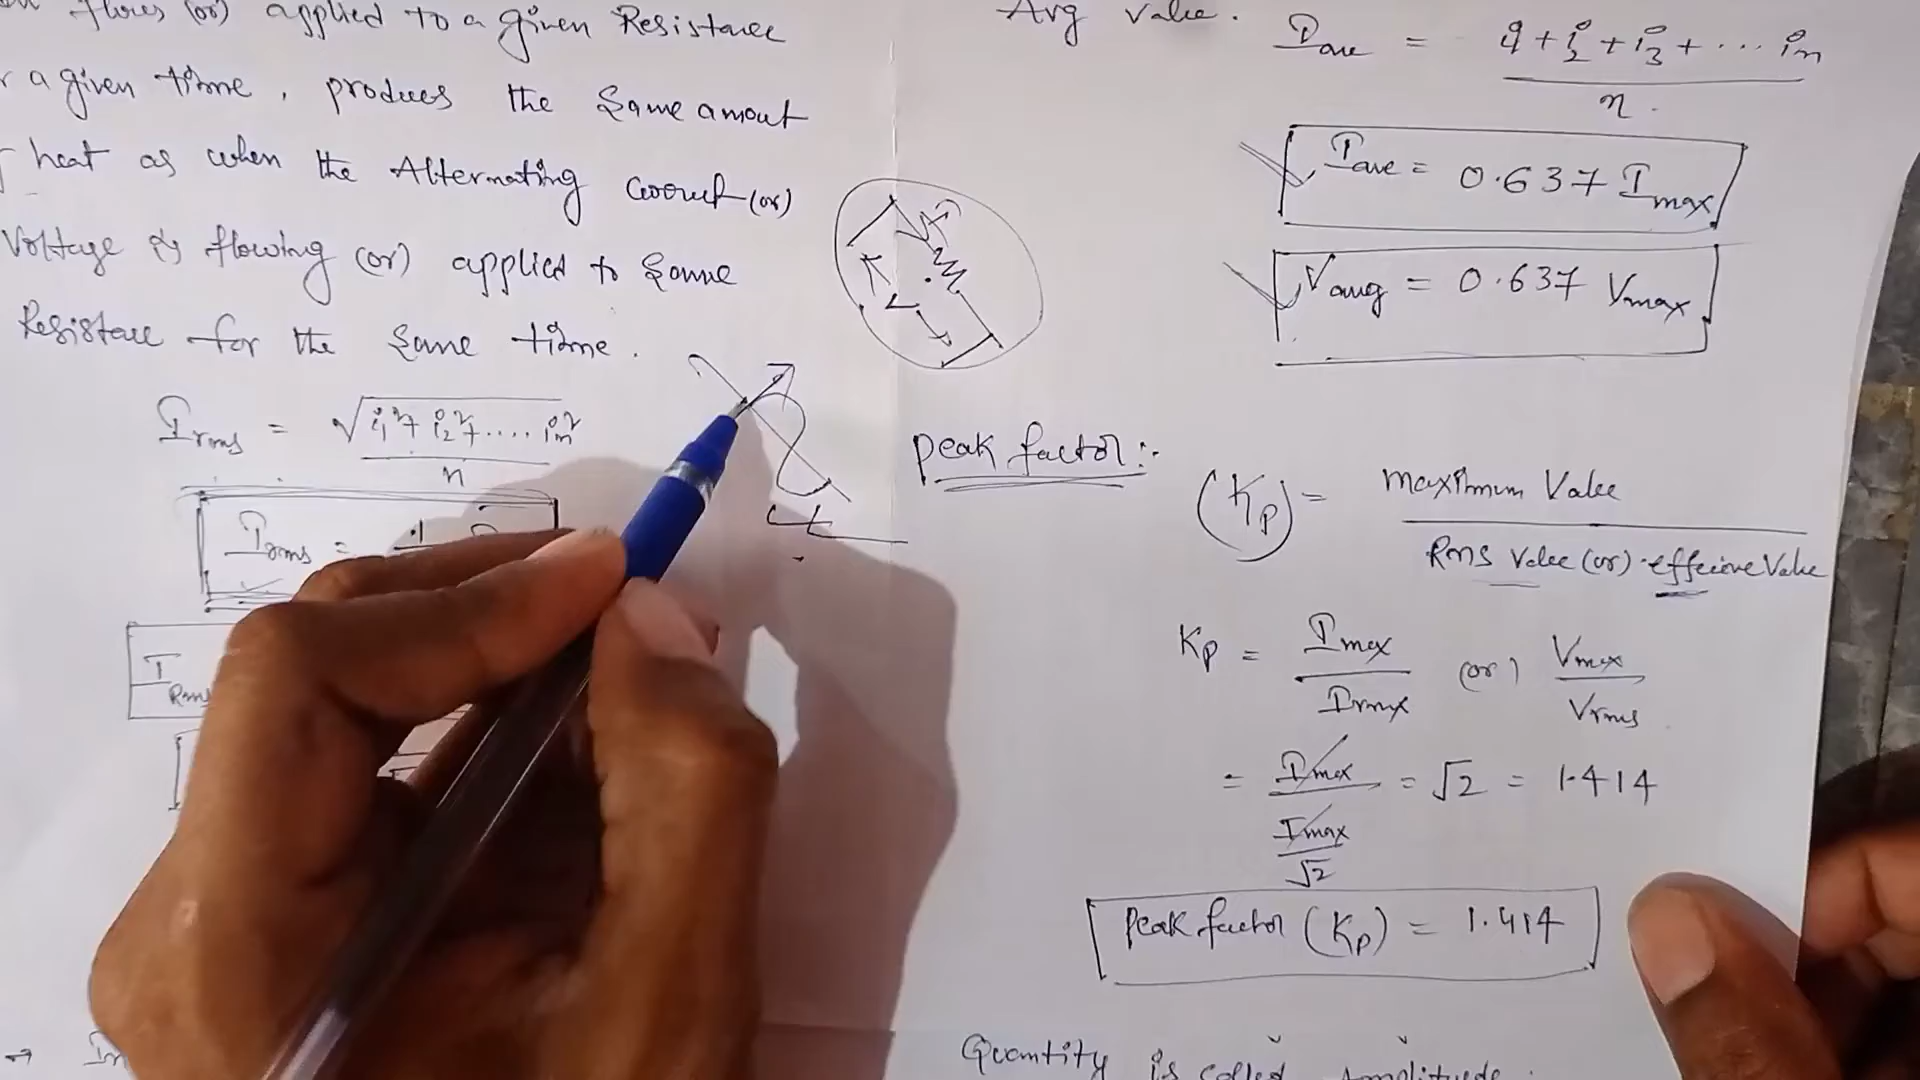 flows (or) applied to a given Resistance
a given time, produces the same amout
heat as when the Alternating (or)
Voltage is flowing (or) applied to same
Resistace for the same time.
Irms = √i₁²+ i₂²+.... in²
n
Irms =
I
Rms
L
Avg value. Iave = i1+i₂+i₃+... in
n
Iave = 0.637 Imax
Vavg = 0.637 Vmax
peak factor:-
(Kp) = maximum Value
Rms Value (or) effecive Value
Kp = Imax (or) Vmax
Vrms
= Imax = √2 = 1.414
Imax
√2
Peak factor (Kp) = 1.414
Quantity is called Amplitude.